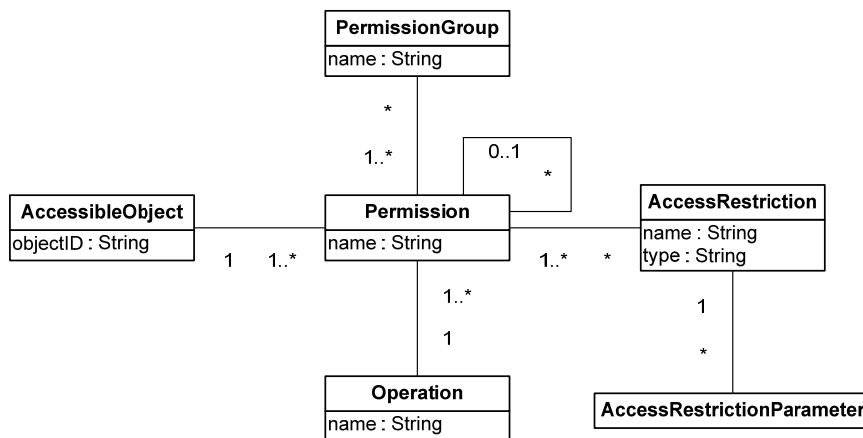 PermissionGroup
name : String
*
1..*
0..1
*
AccessibleObject
objectID : String
Permission
name : String
AccessRestriction
name : String
type : String
1
1..*
1..*
*
1..*
1
1
*
Operation
name : String
AccessRestrictionParameter